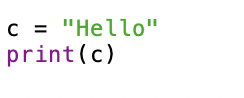 c = "Hello"
print(c)